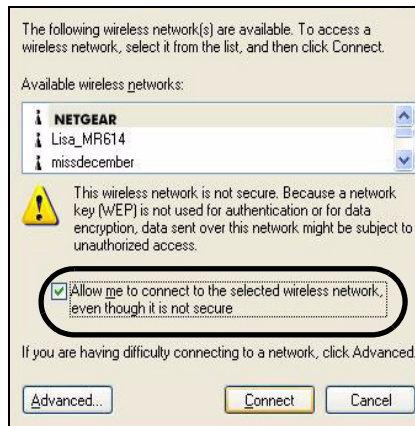 The following wireless network(s) are available. To access a
wireless network, select it from the list, and then click Connect.
Available wireless networks:
NETGEAR
Lisa_MR614
missdecember
This wireless network is not secure. Because a network
key (WEP) is not used for authentication or for data
encryption, data sent over this network might be subject to
unauthorized access.
Allow me to connect to the selected wireless network,
even though it is not secure
If you are having difficulty connecting to a network, click Advanced.
Advanced...
Connect
Cancel